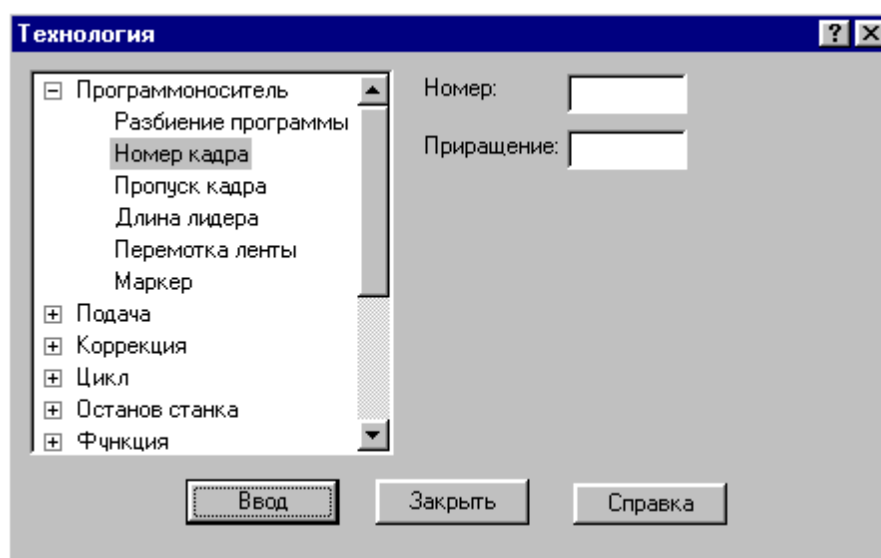 Технология
Программоноситель
Разбиение программы
Номер кадра
Пропуск кадра
Длина лидера
Перемотка ленты
Маркер
Подача
Коррекция
Цикл
Останов станка
Функция
Номер:
Приращение:
Ввод
Закрыть
Справка